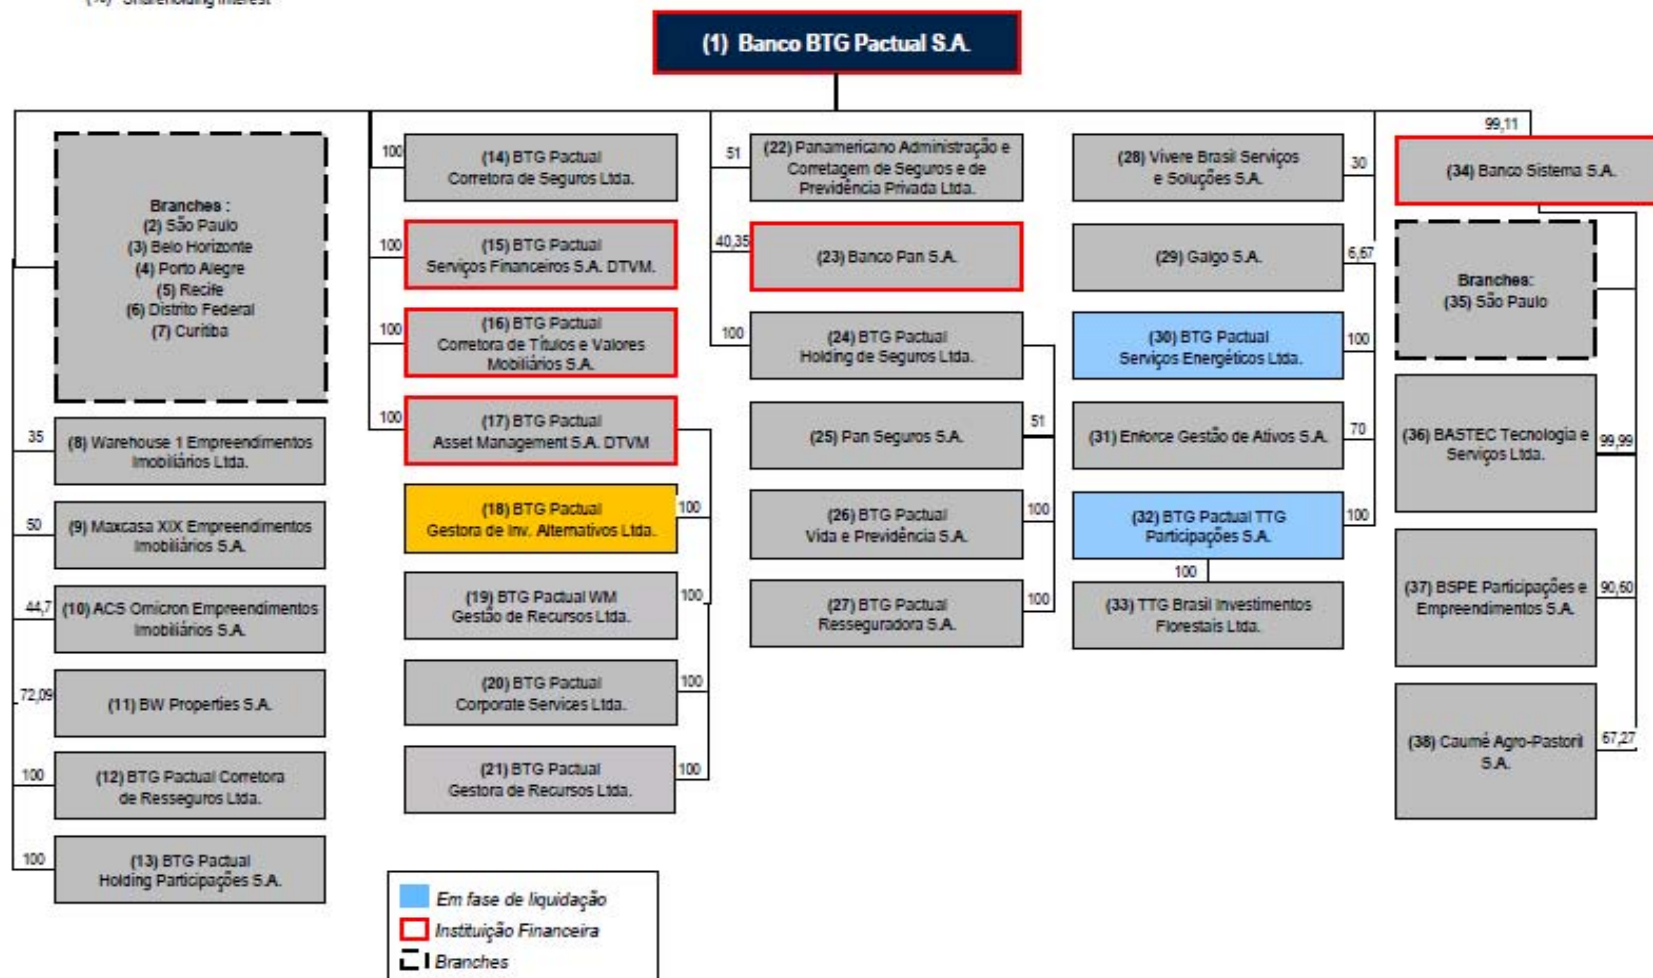 (%) Shareholding interest
(1) Banco BTG Pactual S.A.
Branches :
(2) São Paulo
(3) Belo Horizonte
(4) Porto Alegre
(5) Recife
(6) Distrito Federal
(7) Curitiba
35
(8) Warehouse 1 Empreendimentos
Imobiliários Ltda.
50
(9) Maxcasa XIX Empreendimentos
Imobiliários S.A.
44,7
(10) ACS Omicron Empreendimentos
Imobiliários S.A.
72,09
(11) BW Properties S.A.
100
(12) BTG Pactual Corretora
de Resseguros Ltda.
100
(13) BTG Pactual
Holding Participações S.A.
100
(14) BTG Pactual
Corretora de Seguros Ltda.
100
(15) BTG Pactual
Serviços Financeiros S.A. DTVM.
100
(16) BTG Pactual
Corretora de Títulos e Valores
Mobiliários S.A.
100
(17) BTG Pactual
Asset Management S.A. DTVM
(18) BTG Pactual
Gestora de Inv. Alternativos Ltda.
100
(19) BTG Pactual WM
Gestão de Recursos Ltda.
100
(20) BTG Pactual
Corporate Services Ltda.
100
(21) BTG Pactual
Gestora de Recursos Ltda.
100
51
(22) Panamericano Administração e
Corretagem de Seguros e de
Previdência Privada Ltda.
40,35
(23) Banco Pan S.A.
100
(24) BTG Pactual
Holding de Seguros Ltda.
(25) Pan Seguros S.A.
51
(26) BTG Pactual
Vida e Previdência S.A.
100
(27) BTG Pactual
Resseguradora S.A.
100
(28) Vivere Brasil Serviços
e Soluções S.A.
30
(29) Galgo S.A.
6,67
(30) BTG Pactual
Serviços Energéticos Ltda.
100
(31) Enforce Gestão de Ativos S.A.
70
(32) BTG Pactual TTG
Participações S.A.
100
100
(33) TTG Brasil Investimentos
Florestais Ltda.
99,11
(34) Banco Sistema S.A.
Branches:
(35) São Paulo
(36) BASTEC Tecnologia e
Serviços Ltda.
99,99
(37) BSPE Participações e
Empreendimentos S.A.
90,60
(38) Caumé Agro-Pastoril
S.A.
67,27
Em fase de liquidação
Instituição Financeira
Branches